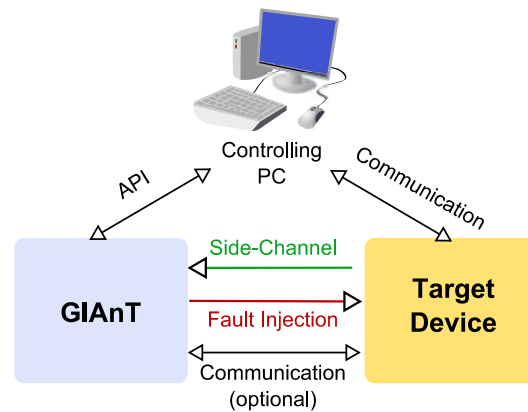 Controlling
PC
API
Communication
Side-Channel
GIAnT
Fault Injection
Target
Device
Communication
(optional)